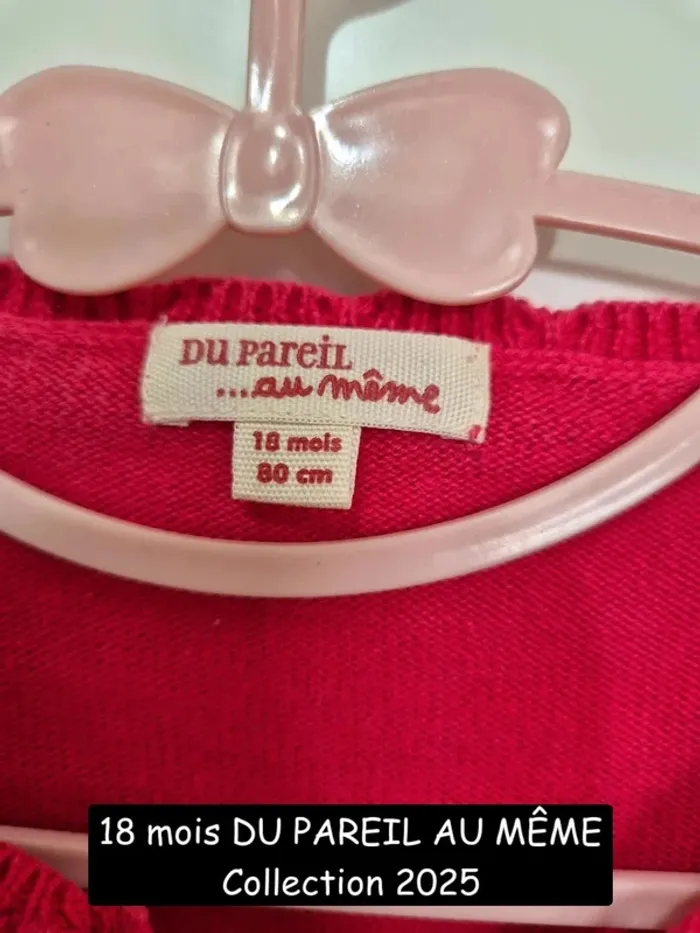 DU PAREIL
...au même
18 mois
80 cm
18 mois DU PAREIL AU MÊME
Collection 2025